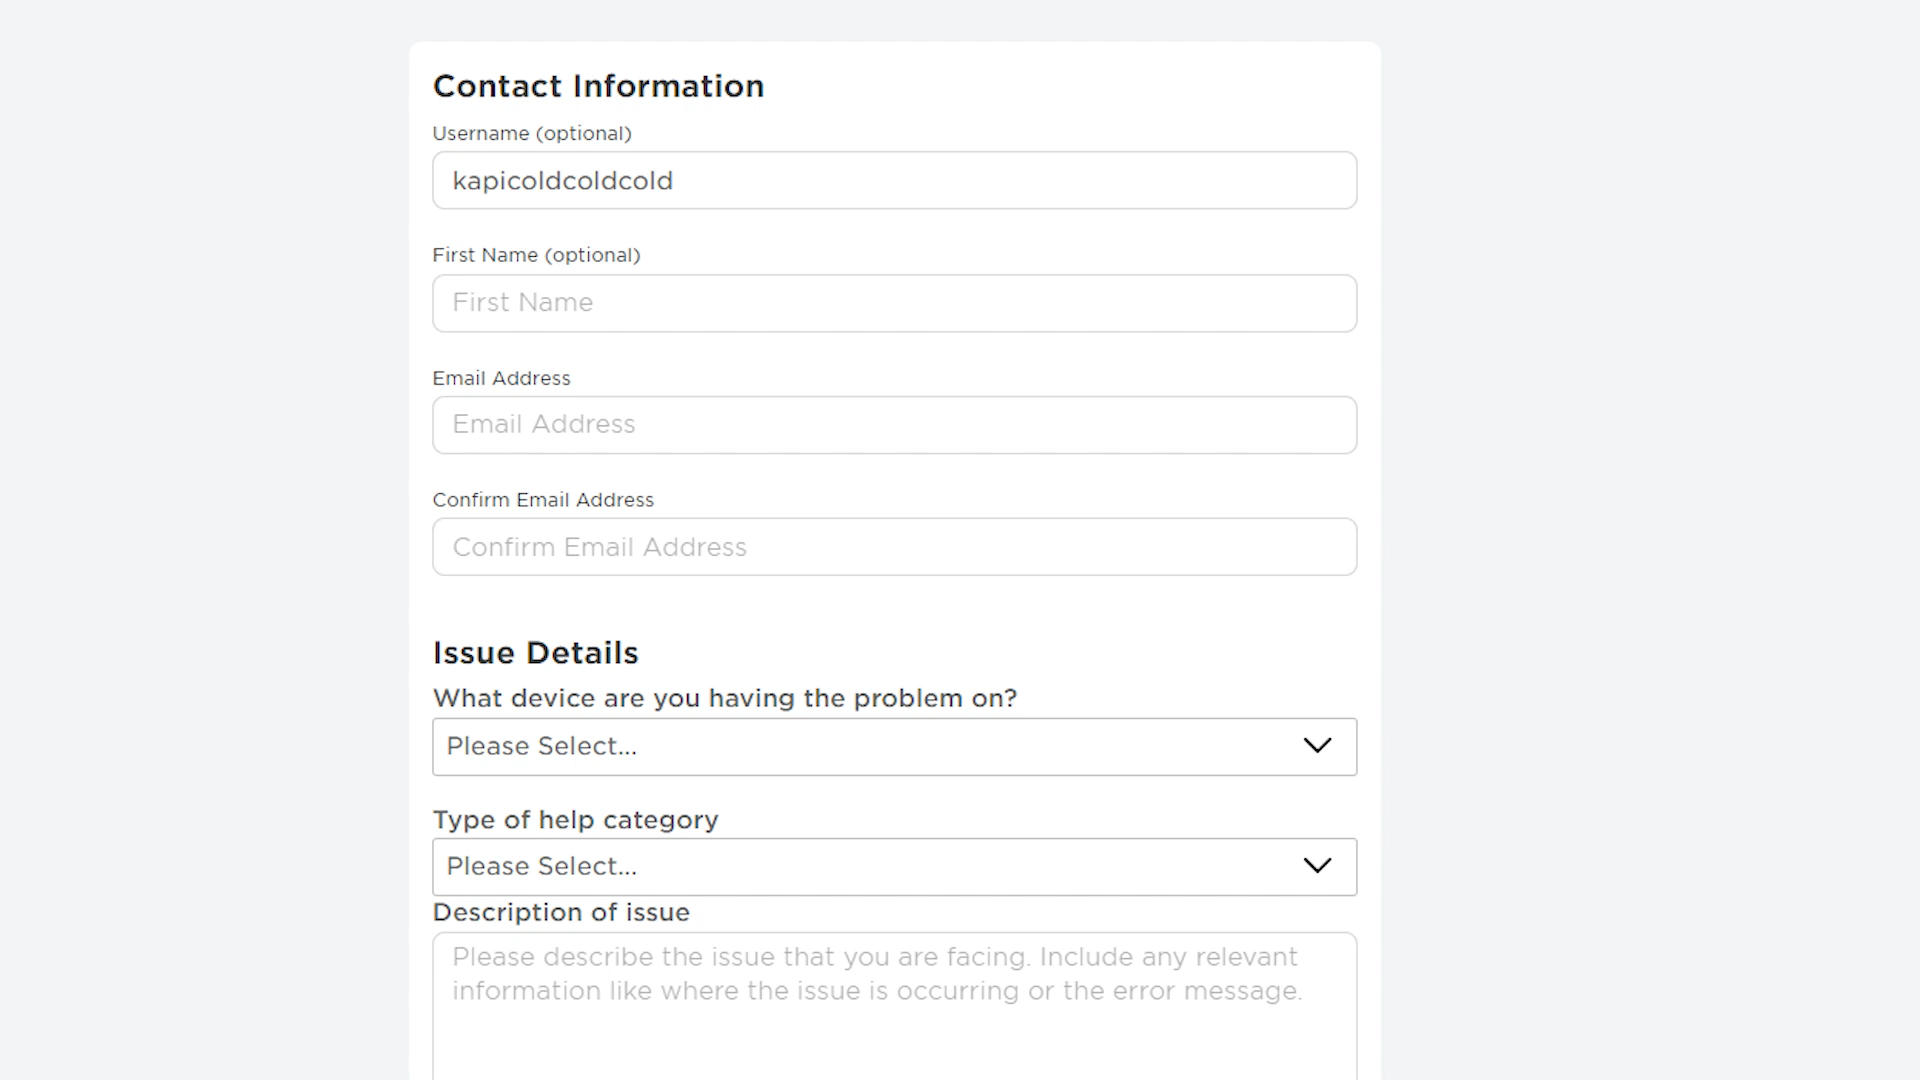 Contact Information
Username (optional)
kapicoldcoldcold
First Name (optional)
First Name
Email Address
Email Address
Confirm Email Address
Confirm Email Address
Issue Details
What device are you having the problem on?
Please Select...
Type of help category
Please Select...
Description of issue
Please describe the issue that you are facing. Include any relevant
information like where the issue is occurring or the error message.